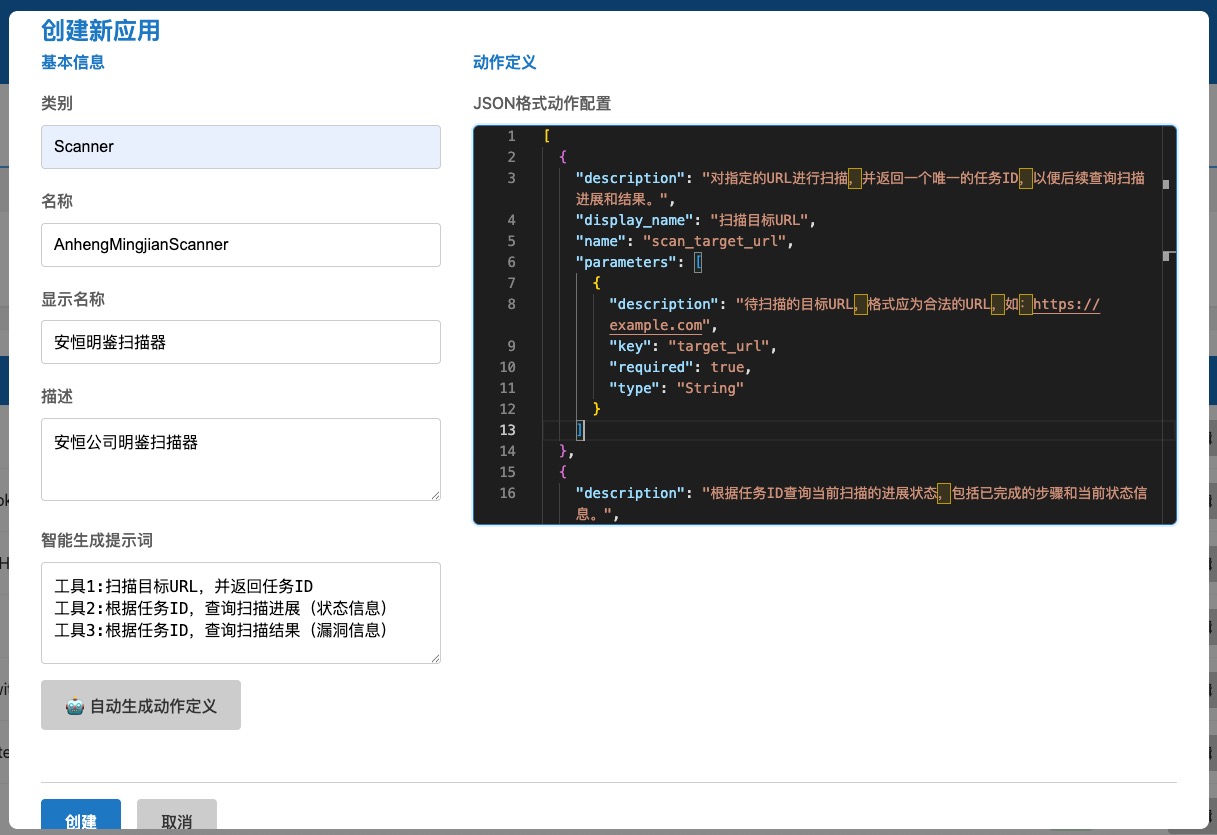 创建新应用
基本信息
类别
Scanner
名称
AnhengMingjianScanner
显示名称
安恒明鉴扫描器
描述
安恒公司明鉴扫描器
智能生成提示词
工具1:扫描目标URL，并返回任务ID
工具2:根据任务ID，查询扫描进展（状态信息）
工具3:根据任务ID，查询扫描结果（漏洞信息）
自动生成动作定义
创建
取消
动作定义
JSON格式动作配置
1 [
2 {
3 "description": "对指定的URL进行扫描，并返回一个唯一的任务ID，以便后续查询扫描
进展和结果。",
4 "display_name": "扫描目标URL",
5 "name": "scan_target_url",
6 "parameters": [
7 {
8 "description": "待扫描的目标URL，格式应为合法的URL，如：https://
example.com",
9 "key": "target_url",
10 "required": true,
11 "type": "String"
12 }
13 ]
14 },
15 {
16 "description": "根据任务ID查询当前扫描的进展状态，包括已完成的步骤和当前状态信
息。",